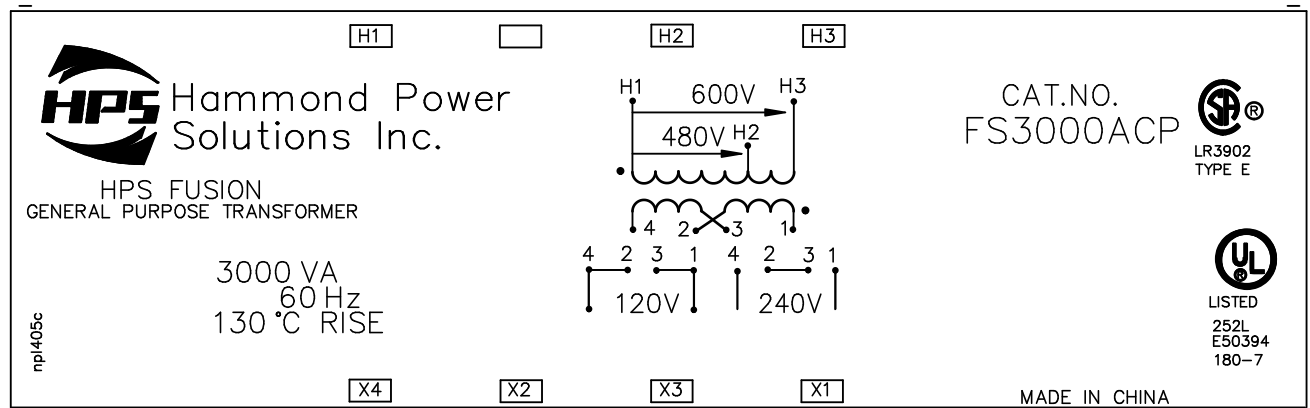 H1 H2 H3
HPS
Hammond Power
Solutions Inc.
HPS FUSION
GENERAL PURPOSE TRANSFORMER
3000 VA
60 Hz
130 °C RISE
npl405c
H1 600V H3
480V H2
4 2 3 1
4 2 3 1 4 2 3 1
120V 240V
CAT.NO.
FS3000ACP
SA ®
LR3902
TYPE E
UL ®
LISTED
252L
E50394
180-7
X4 X2 X3 X1
MADE IN CHINA